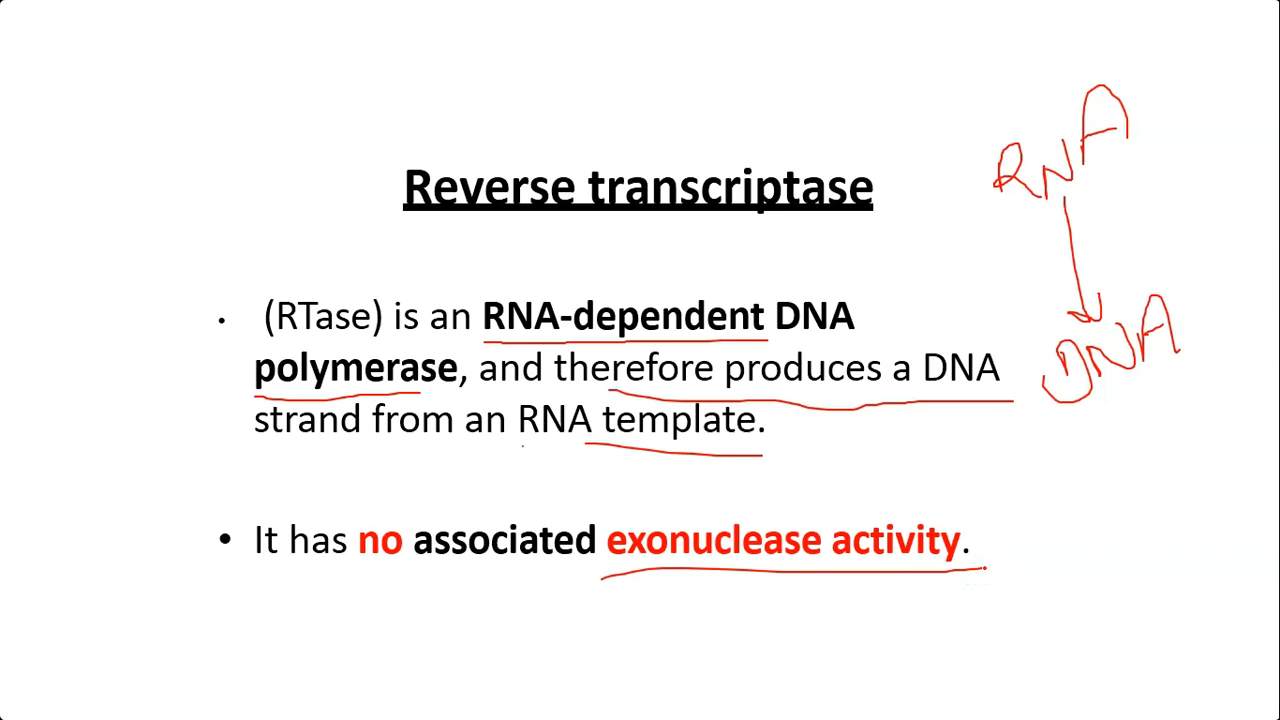 RNA
Reverse transcriptase
• (RTase) is an RNA-dependent DNA
DNA
polymerase, and therefore produces a DNA
strand from an RNA template.
• It has no associated exonuclease activity.